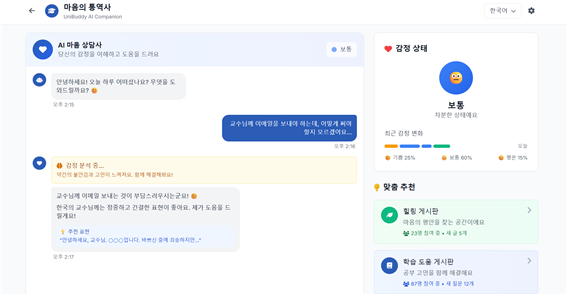 마음의 통역사
UniBuddy AI Companion
한국어
AI 마음 상담사
당신의 감정을 이해하고 도움을 드려요
보통
안녕하세요! 오늘 하루 어떠셨나요? 무엇을 도
와드릴까요?
오후 2:15
교수님께 이메일을 보내야 하는데, 어떻게 써야
할지 모르겠어요...
오후 2:16
감정 분석 중...
약간의 불안감과 고민이 느껴져요. 함께 해결해봐요!
교수님께 이메일 보내는 것이 부담스러우시는군요!
한국의 교수님께는 정중하고 간결한 표현이 좋아요. 제가 도움을 드
릴게요!
추천 표현
"안녕하세요, 교수님. ○○○입니다. 바쁘신 중에 죄송하지만..."
오후 2:17
감정 상태
보통
차분한 상태예요
최근 감정 변화
오늘
기쁨 25%
보통 60%
평온 15%
맞춤 추천
힐링 게시판
마음의 평안을 찾는 공간이에요
23명 참여 중 • 새 글 5개
학습 도움 게시판
공부 고민을 함께 해결해요
67명 참여 중 • 새 질문 12개